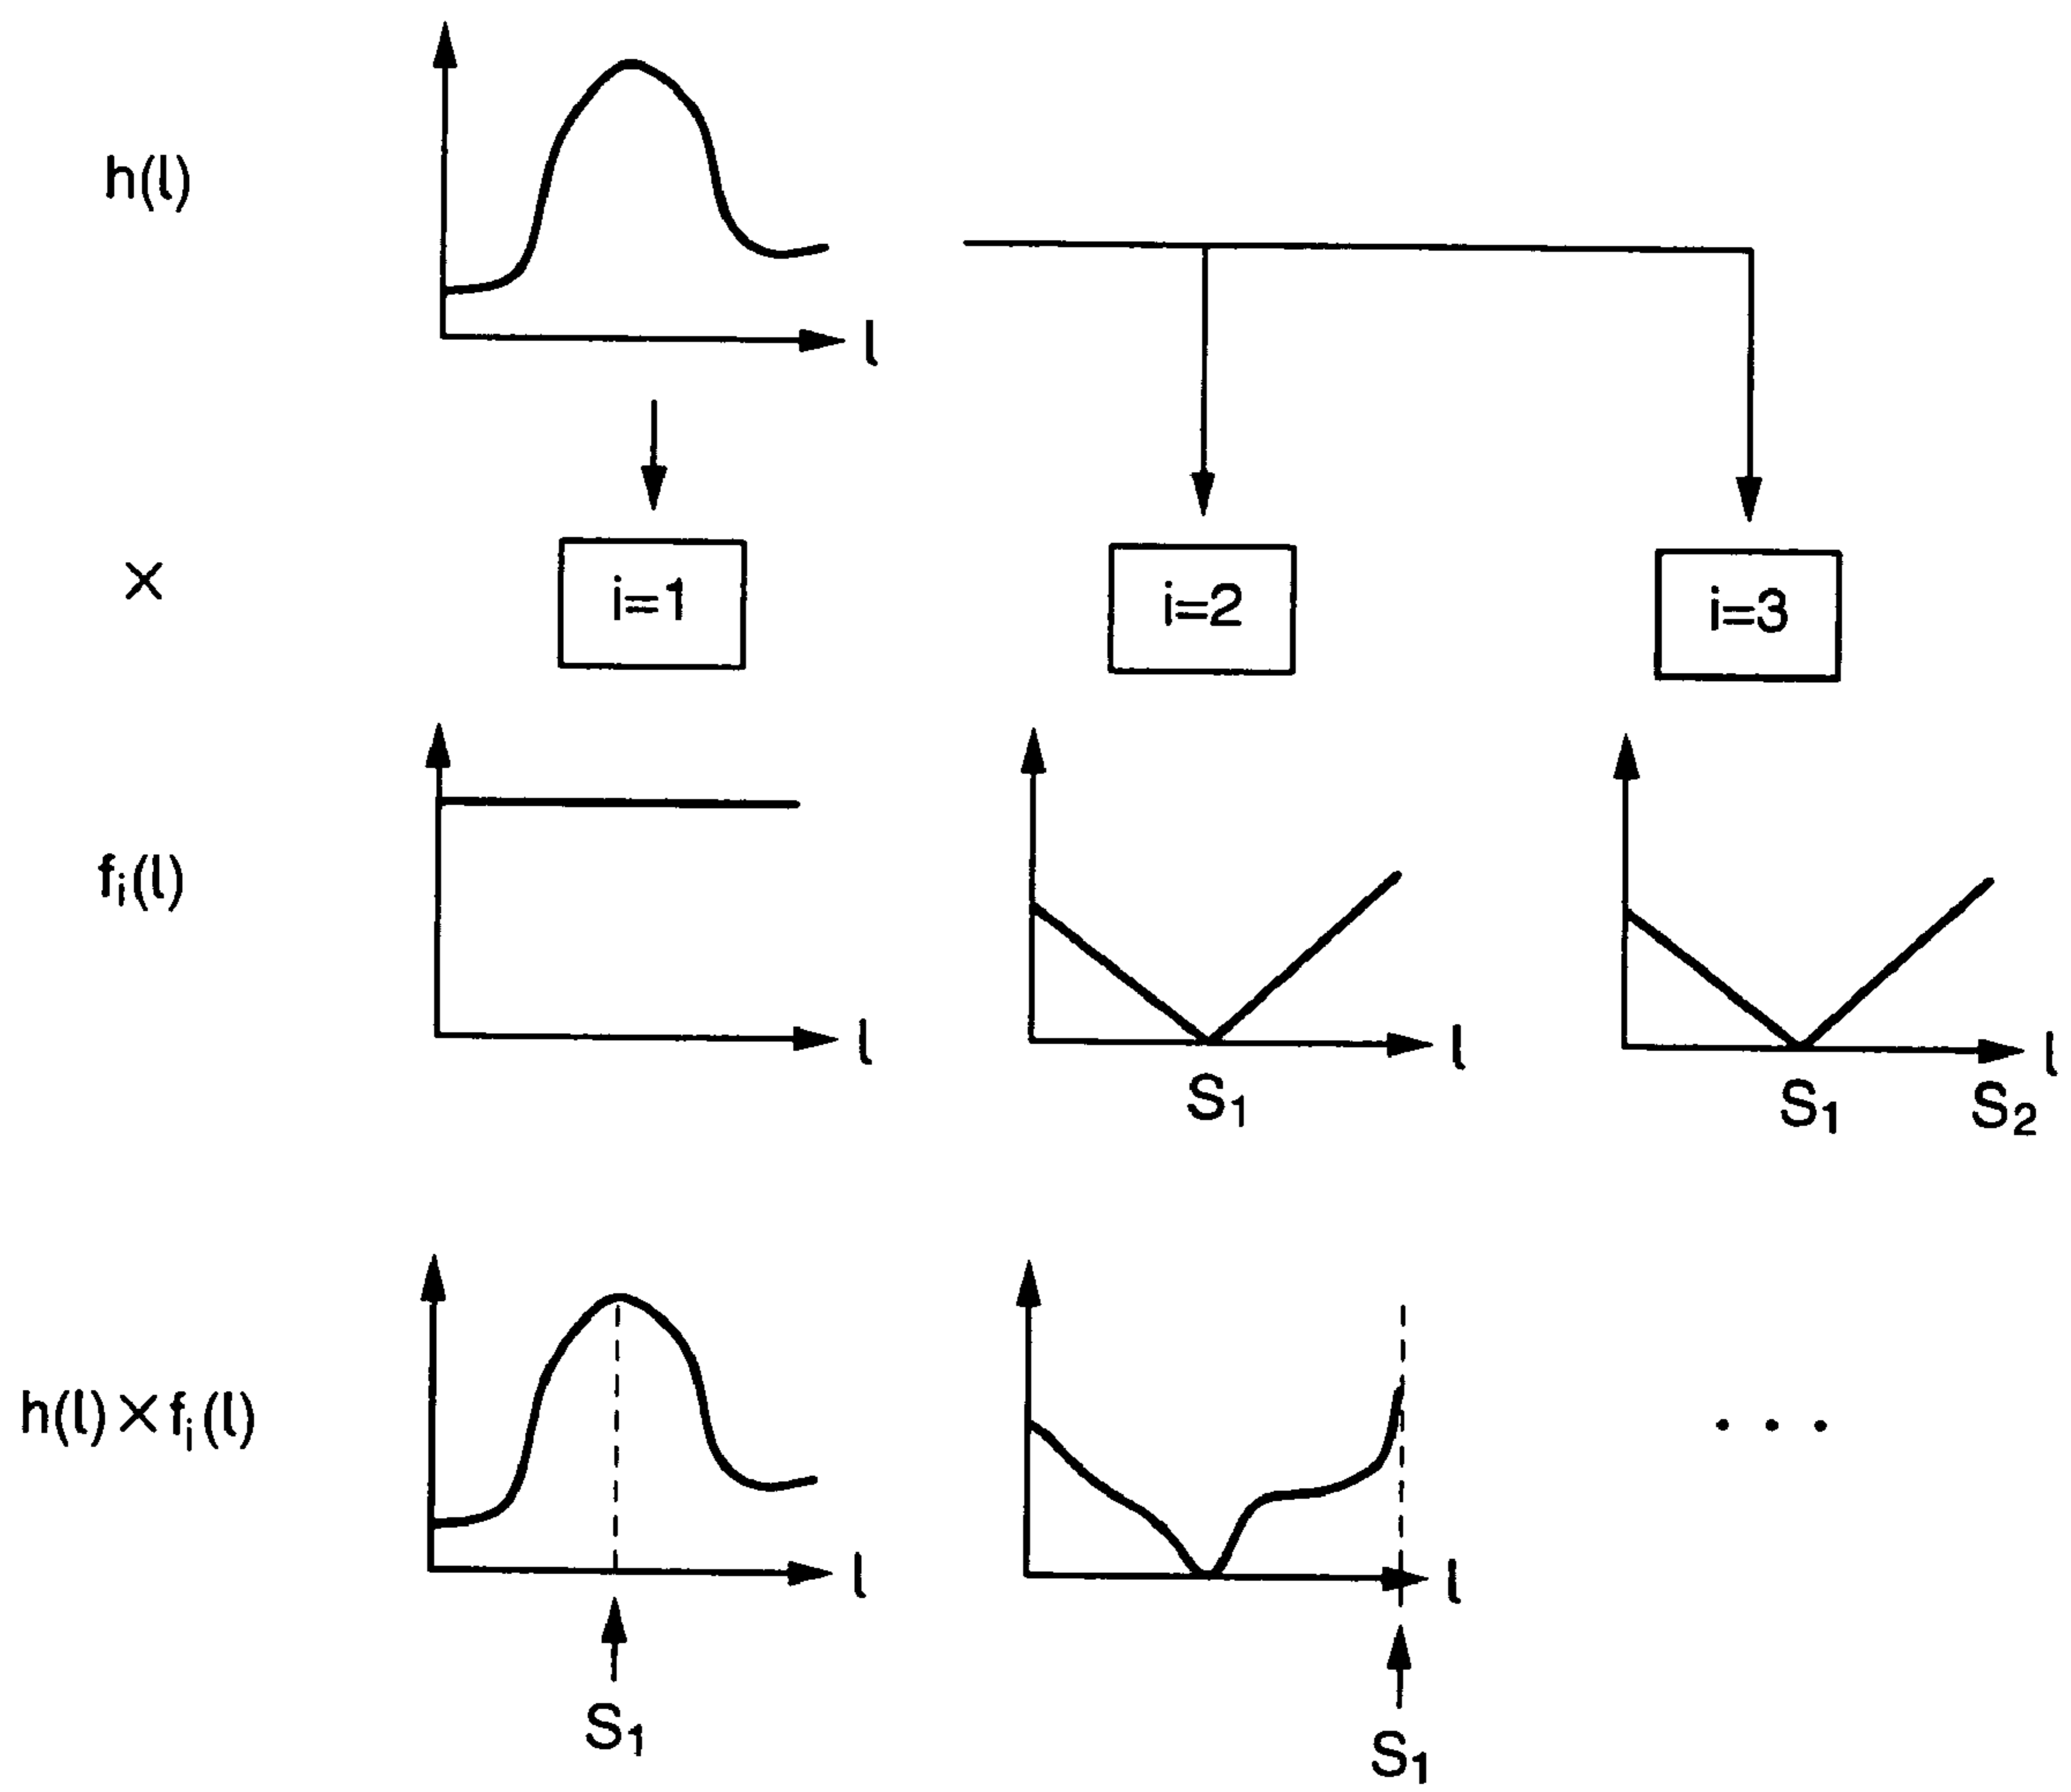 h(l)
l
×
i=1
i=2
i=3
fi(l)
l
l
l
S1
S1
S2
h(l)×fi(l)
l
l
. . .
S1
S1